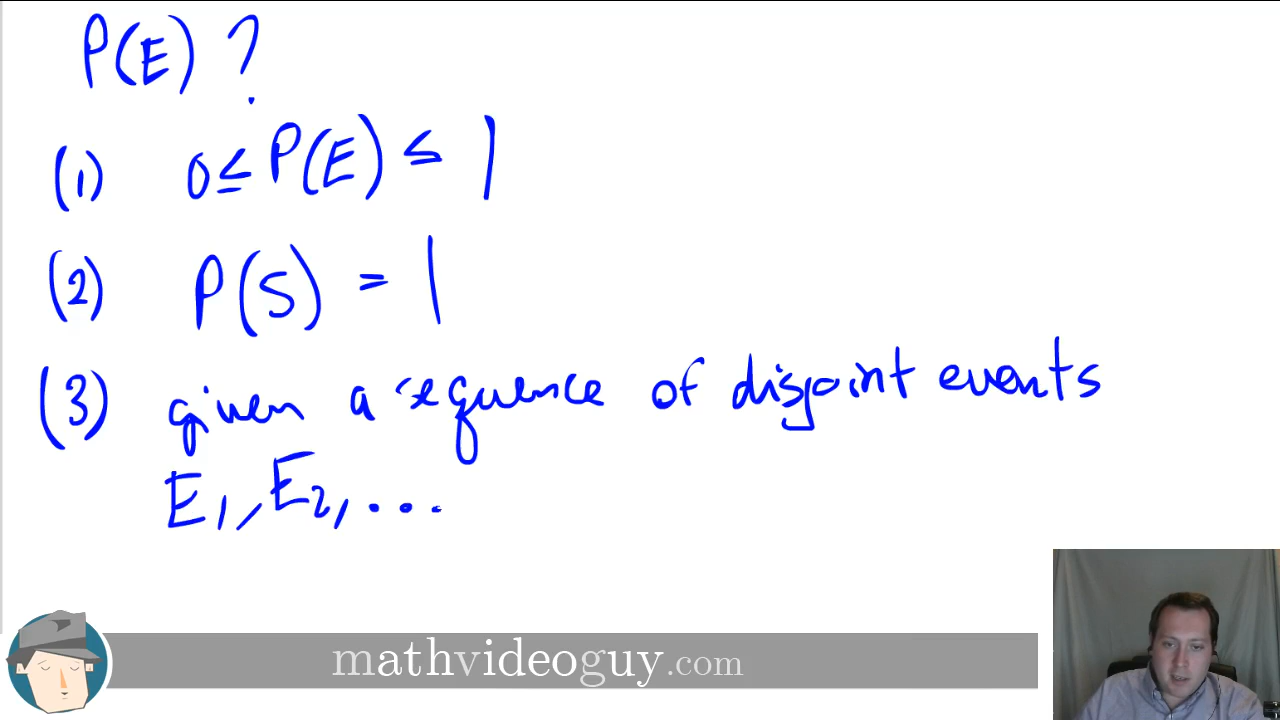 P(E) ?
(1) 0 ≤ P(E) ≤ 1
(2) P(S) = 1
(3) given a sequence of disjoint events
E1, E2, ...
mathvideoguy.com